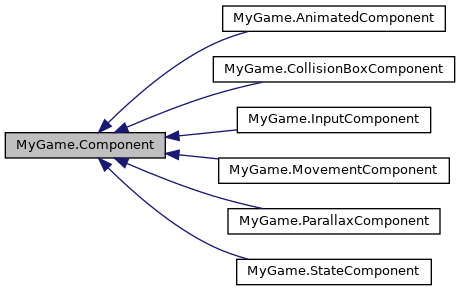 MyGame.AnimatedComponent
MyGame.CollisionBoxComponent
MyGame.InputComponent
MyGame.Component
MyGame.MovementComponent
MyGame.ParallaxComponent
MyGame.StateComponent